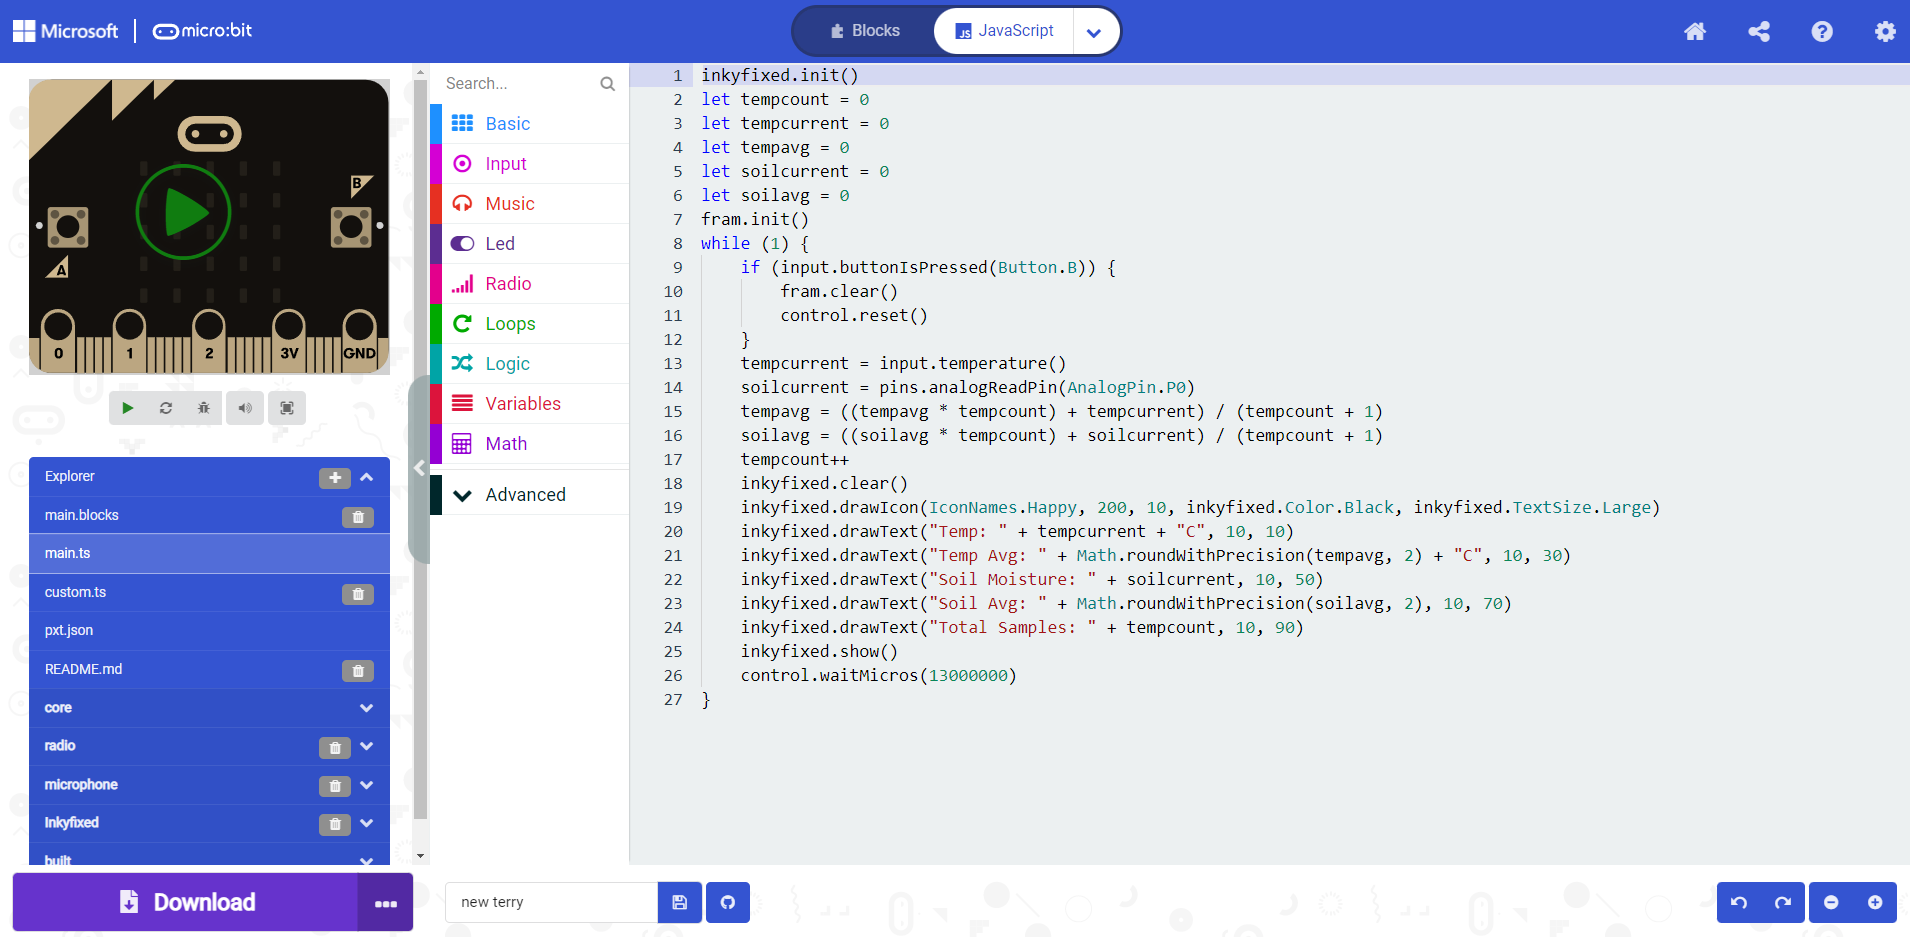 Microsoft | micro:bit
Blocks
JavaScript
B
A
0 1 2 3V GND
Explorer
main.blocks
main.ts
custom.ts
pxt.json
README.md
core
radio
microphone
Inkyfixed
built
Download
Search...
Basic
Input
Music
Led
Radio
Loops
Logic
Variables
Math
Advanced
1 inkyfixed.init()
2 let tempcount = 0
3 let tempcurrent = 0
4 let tempavg = 0
5 let soilcurrent = 0
6 let soilavg = 0
7 fram.init()
8 while (1) {
9     if (input.buttonIsPressed(Button.B)) {
10         fram.clear()
11         control.reset()
12     }
13     tempcurrent = input.temperature()
14     soilcurrent = pins.analogReadPin(AnalogPin.P0)
15     tempavg = ((tempavg * tempcount) + tempcurrent) / (tempcount + 1)
16     soilavg = ((soilavg * tempcount) + soilcurrent) / (tempcount + 1)
17     tempcount++
18     inkyfixed.clear()
19     inkyfixed.drawIcon(IconNames.Happy, 200, 10, inkyfixed.Color.Black, inkyfixed.TextSize.Large)
20     inkyfixed.drawText("Temp: " + tempcurrent + "C", 10, 10)
21     inkyfixed.drawText("Temp Avg: " + Math.roundWithPrecision(tempavg, 2) + "C", 10, 30)
22     inkyfixed.drawText("Soil Moisture: " + soilcurrent, 10, 50)
23     inkyfixed.drawText("Soil Avg: " + Math.roundWithPrecision(soilavg, 2), 10, 70)
24     inkyfixed.drawText("Total Samples: " + tempcount, 10, 90)
25     inkyfixed.show()
26     control.waitMicros(13000000)
27 }
new terry